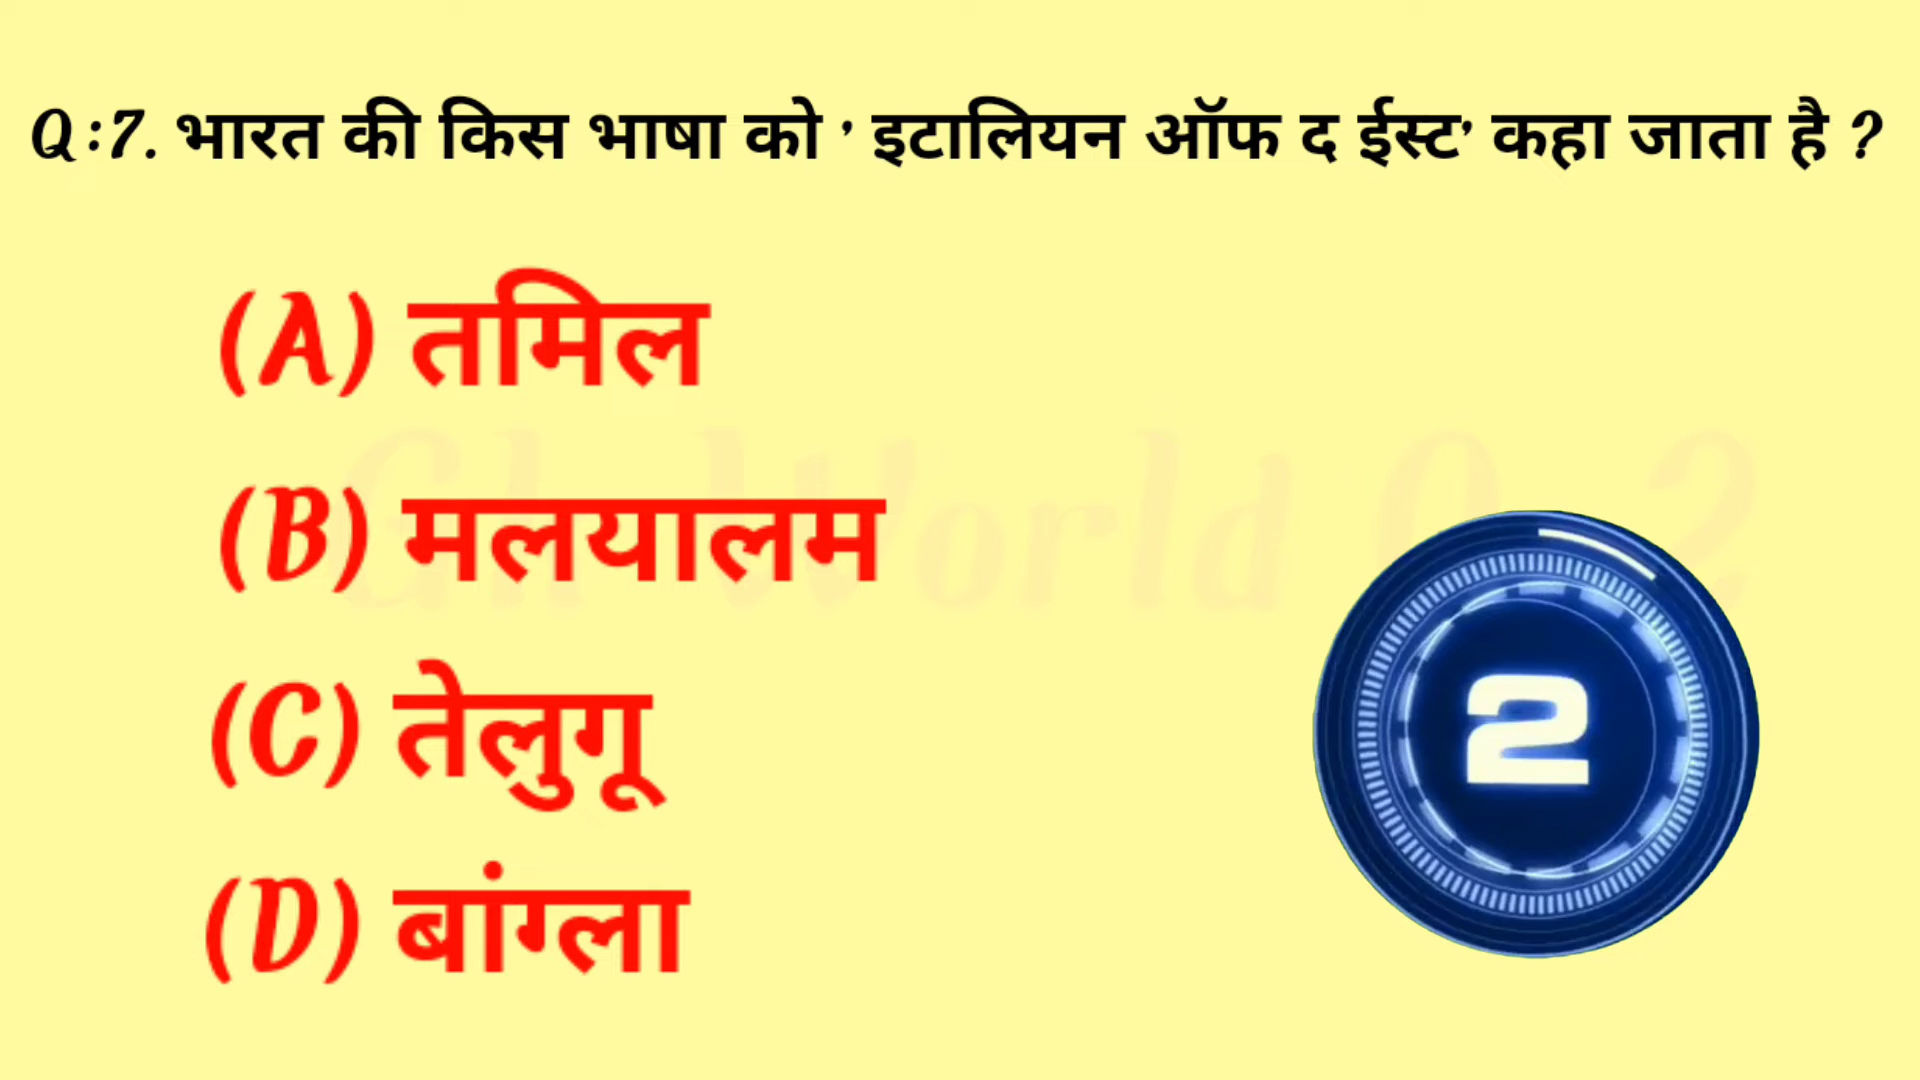 Q:7. भारत की किस भाषा को ' इटालियन ऑफ द ईस्ट' कहा जाता है ?
(A) तमिल
(B) मलयालम
(C) तेलुगू
(D) बांग्ला
2